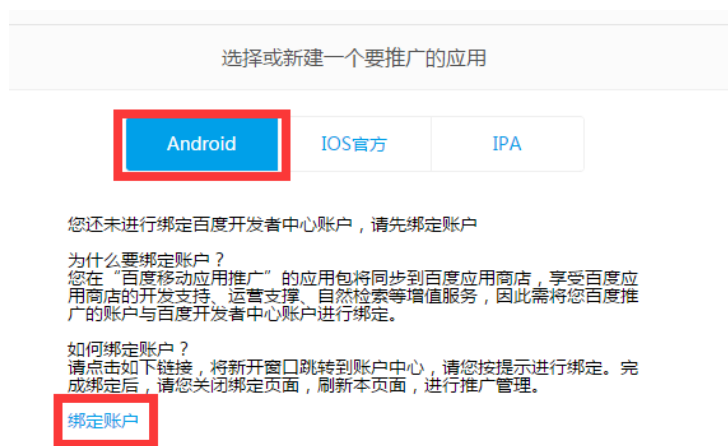 选择或新建一个要推广的应用
Android IOS官方 IPA
您还未进行绑定百度开发者中心账户，请先绑定账户
为什么要绑定账户？
您在“百度移动应用推广”的应用包将同步到百度应用商店，享受百度应
用商店的开发支持、运营支撑、自然检索等增值服务，因此需将您百度推
广的账户与百度开发者中心账户进行绑定。
如何绑定账户？
请点击如下链接，将新开窗口跳转到账户中心，请您按提示进行绑定。完
成绑定后，请您关闭绑定页面，刷新本页面，进行推广管理。
绑定账户